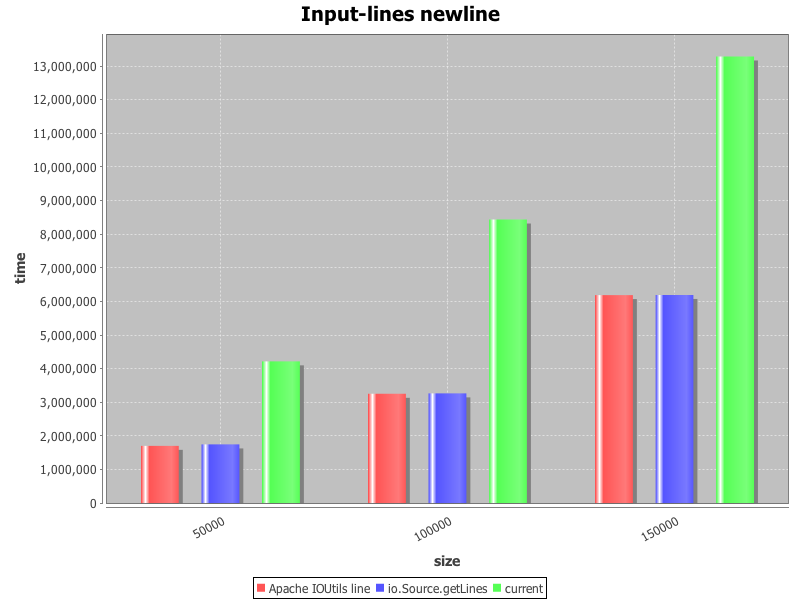 Input-lines newline
time
13,000,000
12,000,000
11,000,000
10,000,000
9,000,000
8,000,000
7,000,000
6,000,000
5,000,000
4,000,000
3,000,000
2,000,000
1,000,000
0
50000
100000
150000
size
Apache IOUtils line
io.Source.getLines
current